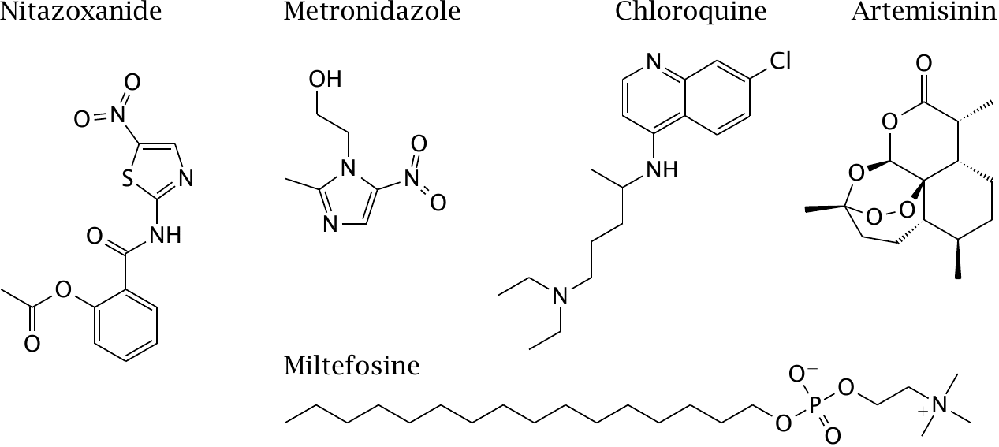 Nitazoxanide Metronidazole Chloroquine Artemisinin
O
O N
S N
O NH
O
O
OH
N
N
N O
O
N Cl
NH
N
O
O
O
O O
Miltefosine
O−
O P O
O
N
+